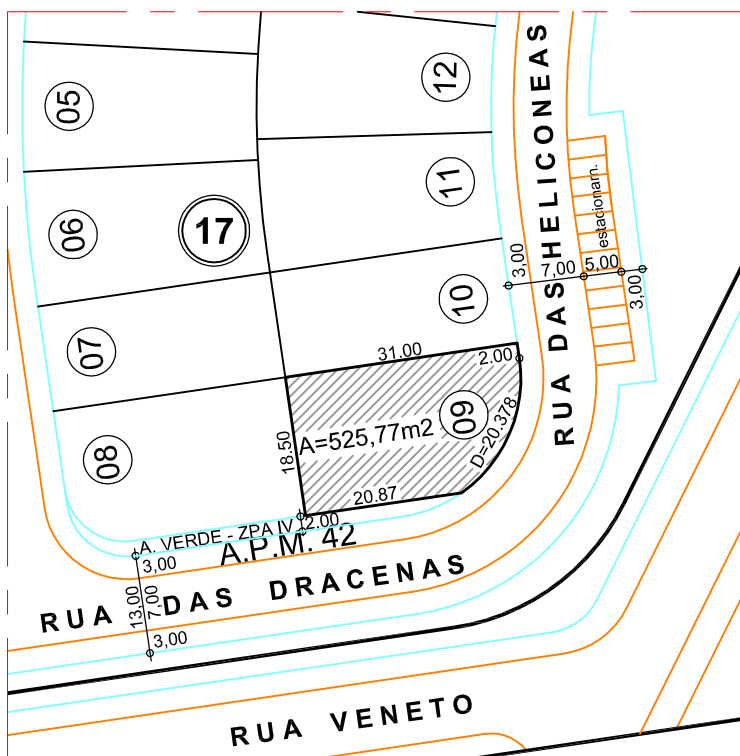 05
12
RUA DAS HELICONEAS
11
estacionam.
06
17
3,00
7,00
5,00
3,00
10
07
31.00
2.00
09
A=525,77m2
D=20.378
18.50
08
20.87
A. VERDE - ZPA IV
2.00
A.P.M. 42
3,00
13,00
7,00
3,00
RUA DAS DRACENAS
RUA VENETO